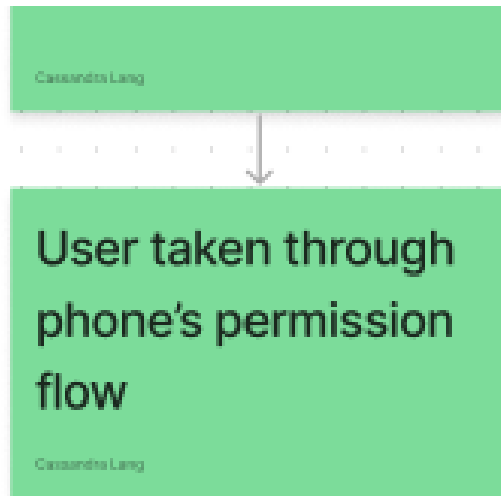 Cassandra Lang
User taken through
phone's permission
flow
Cassandra Lang